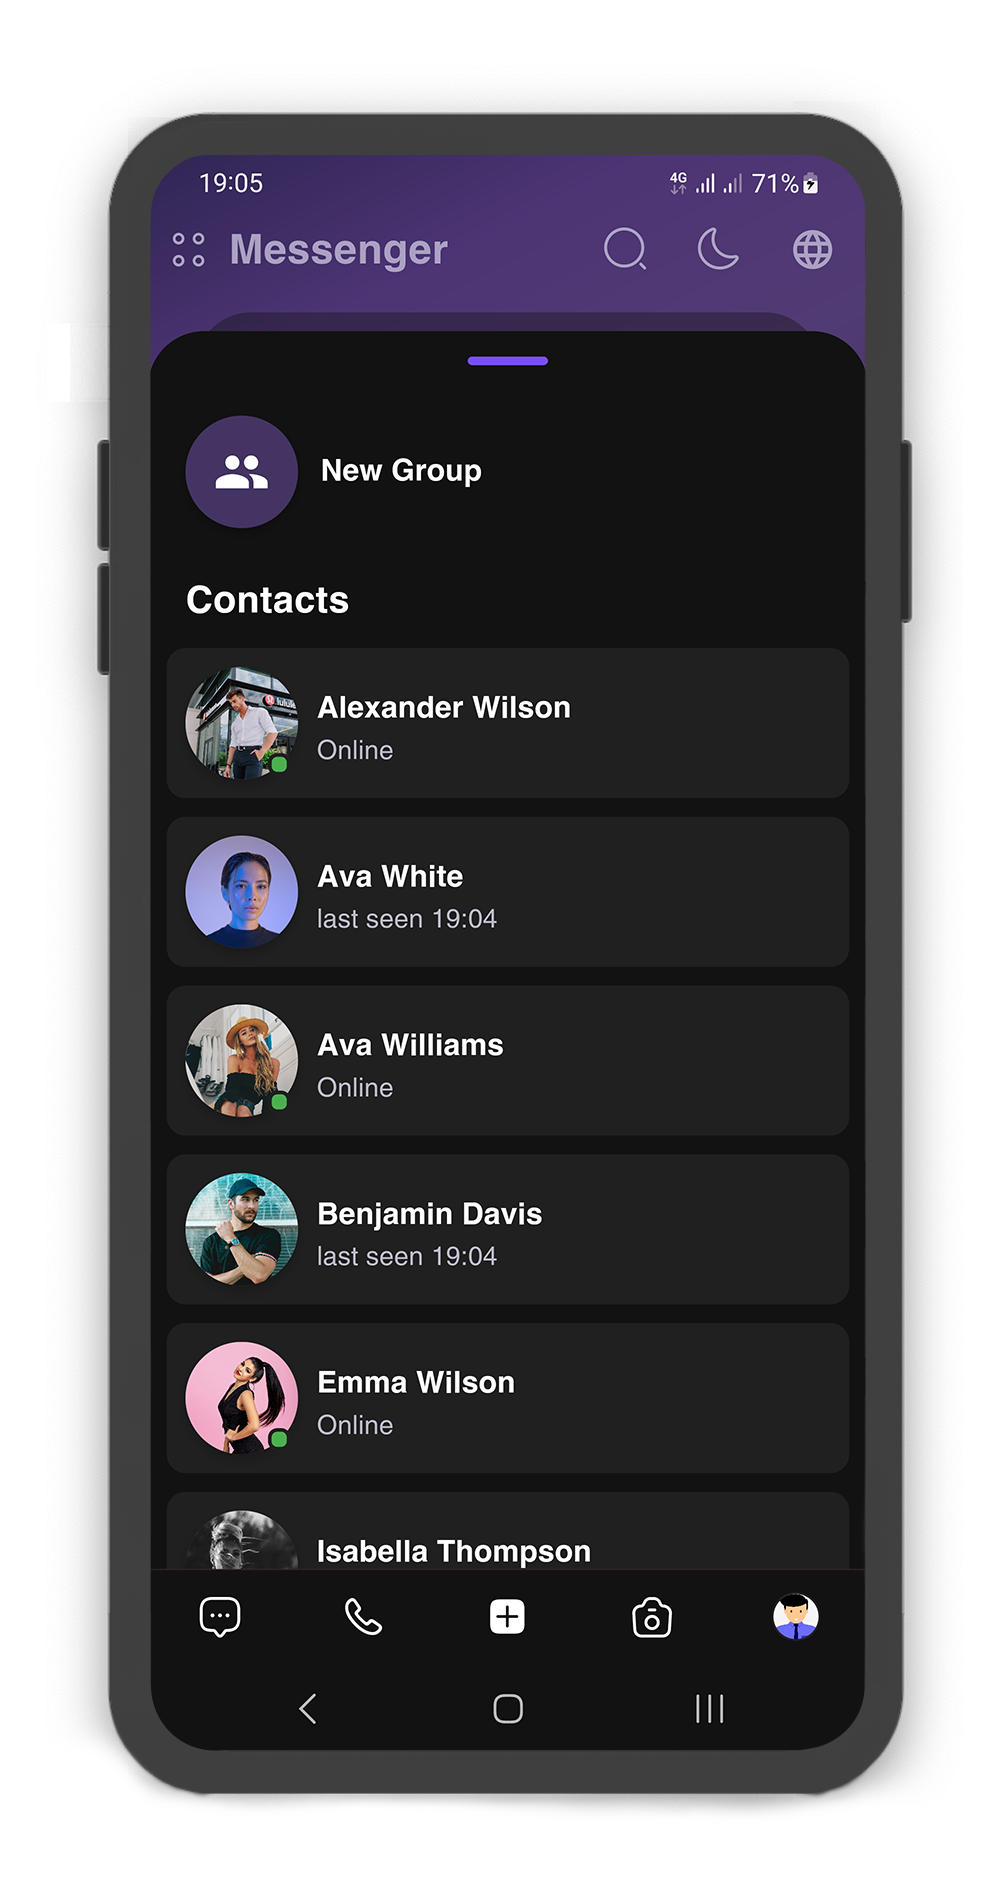 19:05
4G
71%
Messenger
New Group
Contacts
Alexander Wilson
Online
Ava White
last seen 19:04
Ava Williams
Online
Benjamin Davis
last seen 19:04
Emma Wilson
Online
Isabella Thompson